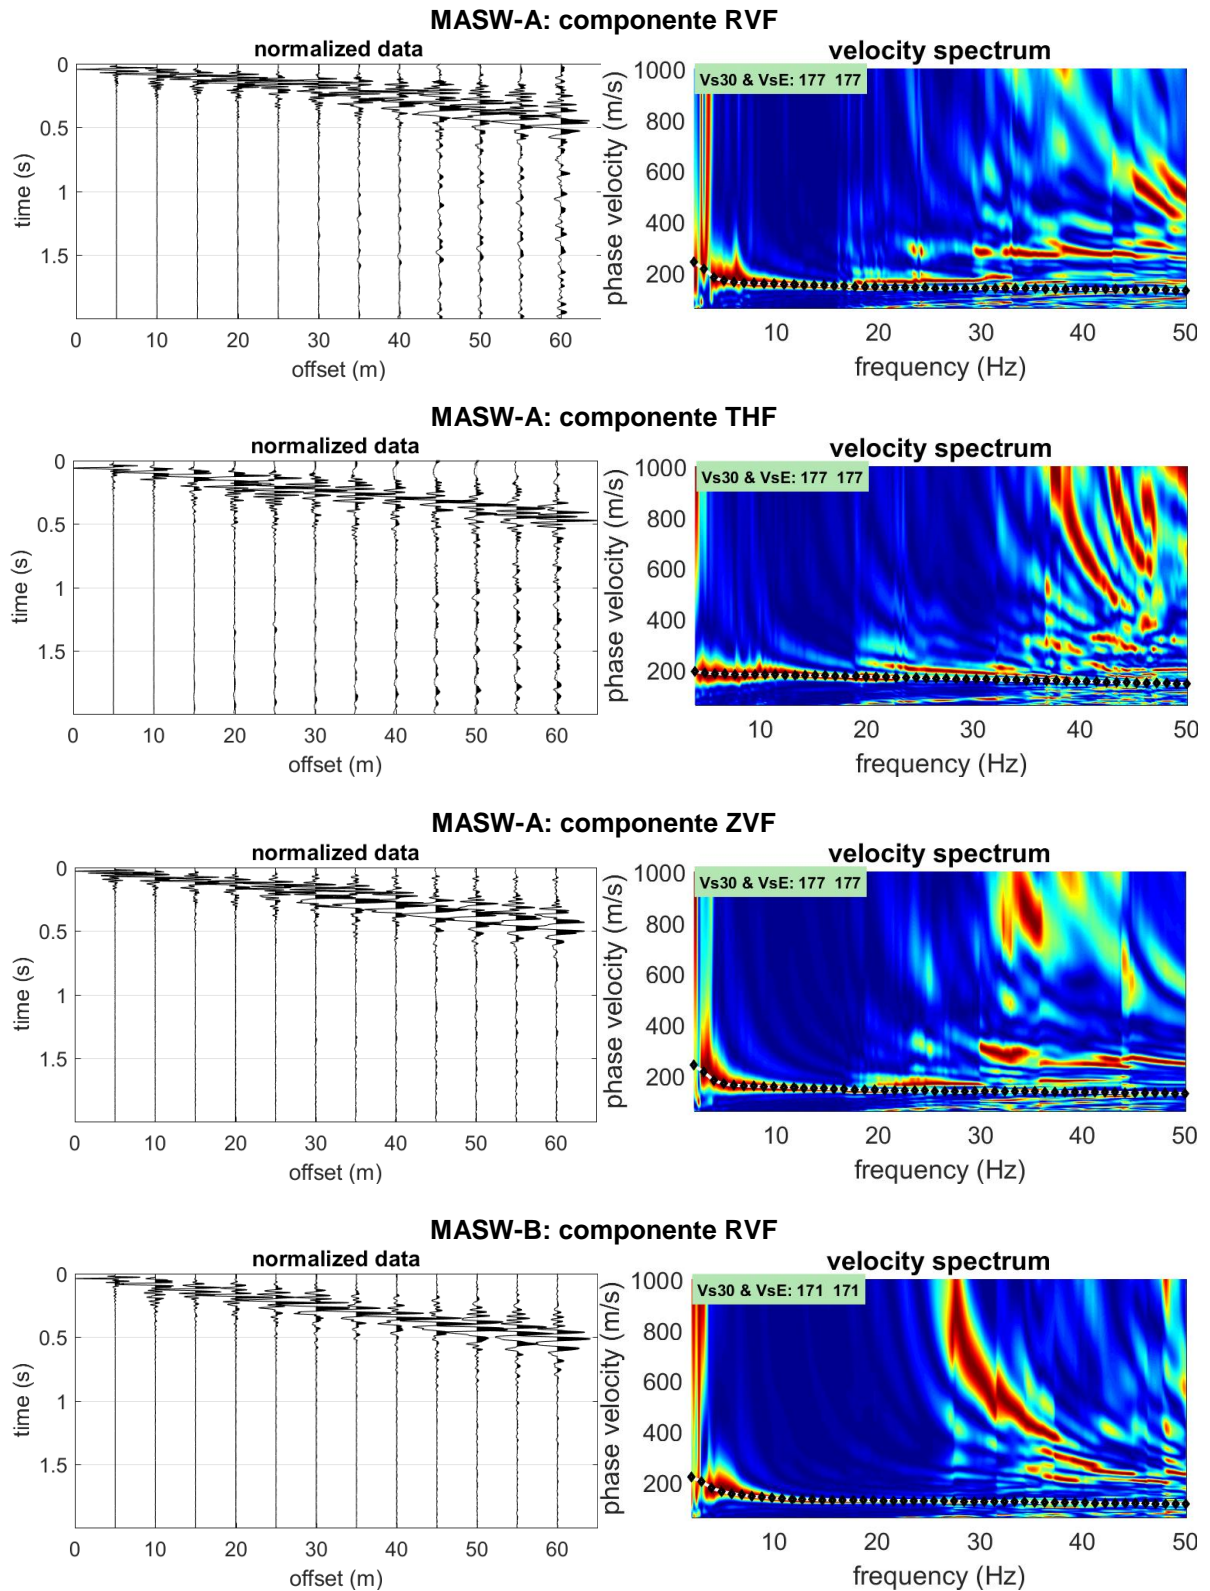 MASW-A: componente RVF
normalized data
velocity spectrum
time (s)
0
0.5
1
1.5
0 10 20 30 40 50 60
offset (m)
phase velocity (m/s)
1000
800
600
400
200
Vs30 & VsE: 177 177
10 20 30 40 50
frequency (Hz)
MASW-A: componente THF
normalized data
velocity spectrum
time (s)
0
0.5
1
1.5
0 10 20 30 40 50 60
offset (m)
phase velocity (m/s)
1000
800
600
400
200
Vs30 & VsE: 177 177
10 20 30 40 50
frequency (Hz)
MASW-A: componente ZVF
normalized data
velocity spectrum
time (s)
0
0.5
1
1.5
0 10 20 30 40 50 60
offset (m)
phase velocity (m/s)
1000
800
600
400
200
Vs30 & VsE: 177 177
10 20 30 40 50
frequency (Hz)
MASW-B: componente RVF
normalized data
velocity spectrum
time (s)
0
0.5
1
1.5
0 10 20 30 40 50 60
offset (m)
phase velocity (m/s)
1000
800
600
400
200
Vs30 & VsE: 171 171
10 20 30 40 50
frequency (Hz)